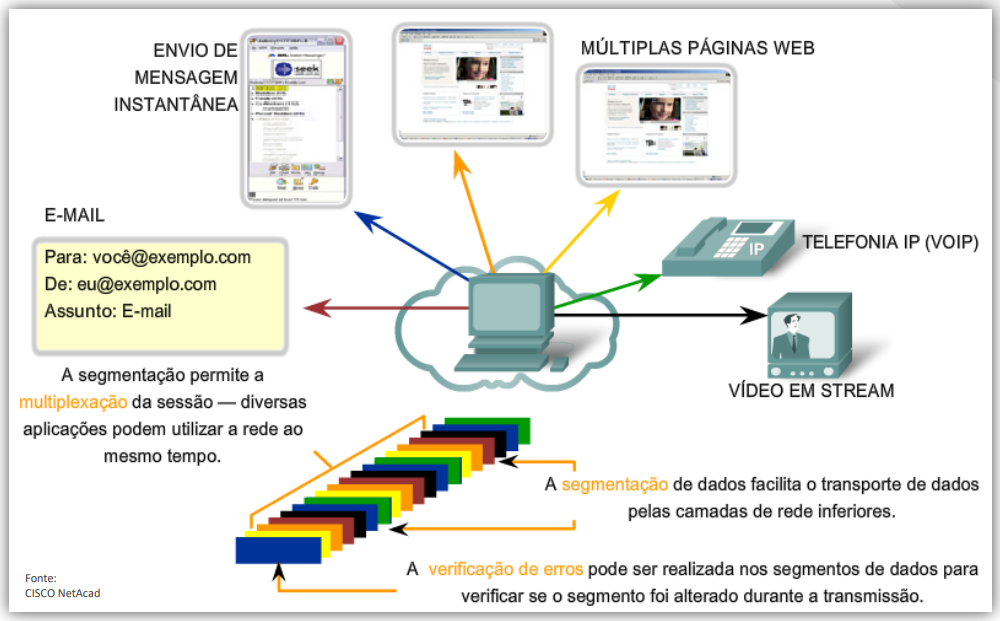 ENVIO DE
MENSAGEM
INSTANTÂNEA
seek
MÚLTIPLAS PÁGINAS WEB
E-MAIL
Para: você@exemplo.com
De: eu@exemplo.com
Assunto: E-mail
IP
TELEFONIA IP (VOIP)
VÍDEO EM STREAM
A segmentação permite a
multiplexação da sessão — diversas
aplicações podem utilizar a rede ao
mesmo tempo.
A segmentação de dados facilita o transporte de dados
pelas camadas de rede inferiores.
A verificação de erros pode ser realizada nos segmentos de dados para
verificar se o segmento foi alterado durante a transmissão.
Fonte:
CISCO NetAcad